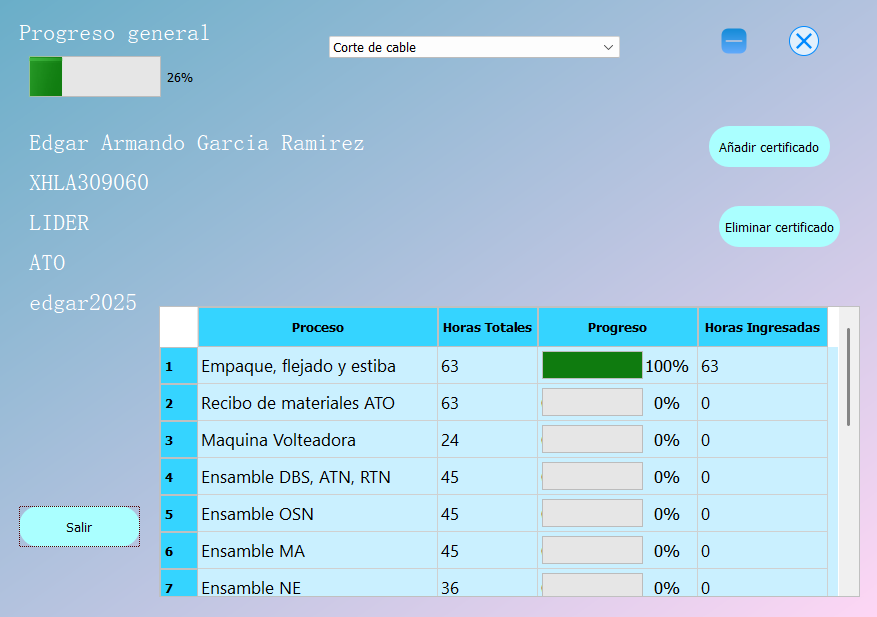 Progreso general
Corte de cable
26%
Edgar Armando Garcia Ramirez
Añadir certificado
XHLA309060
LIDER
Eliminar certificado
ATO
edgar2025
Proceso Horas Totales Progreso Horas Ingresadas
1 Empaque, flejado y estiba 63 100% 63
2 Recibo de materiales ATO 63 0% 0
3 Maquina Volteadora 24 0% 0
4 Ensamble DBS, ATN, RTN 45 0% 0
5 Ensamble OSN 45 0% 0
Salir
6 Ensamble MA 45 0% 0
7 Ensamble NE 36 0% 0